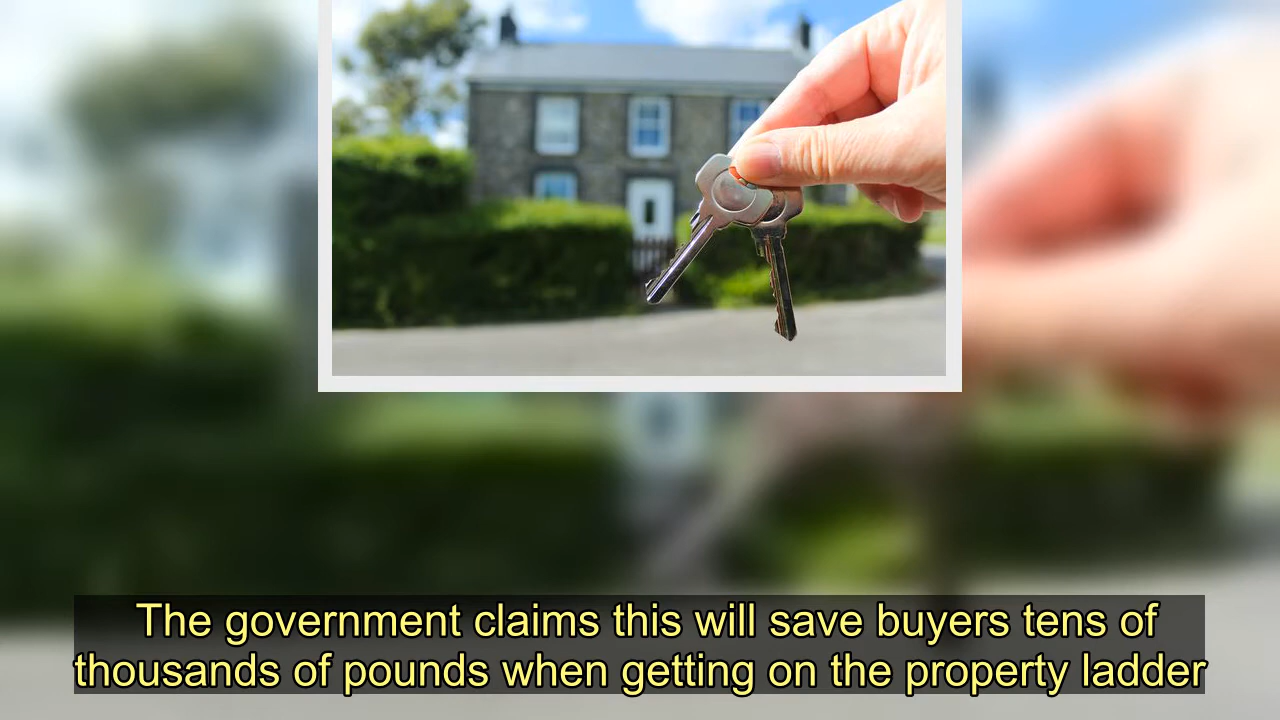 The government claims this will save buyers tens of
thousands of pounds when getting on the property ladder